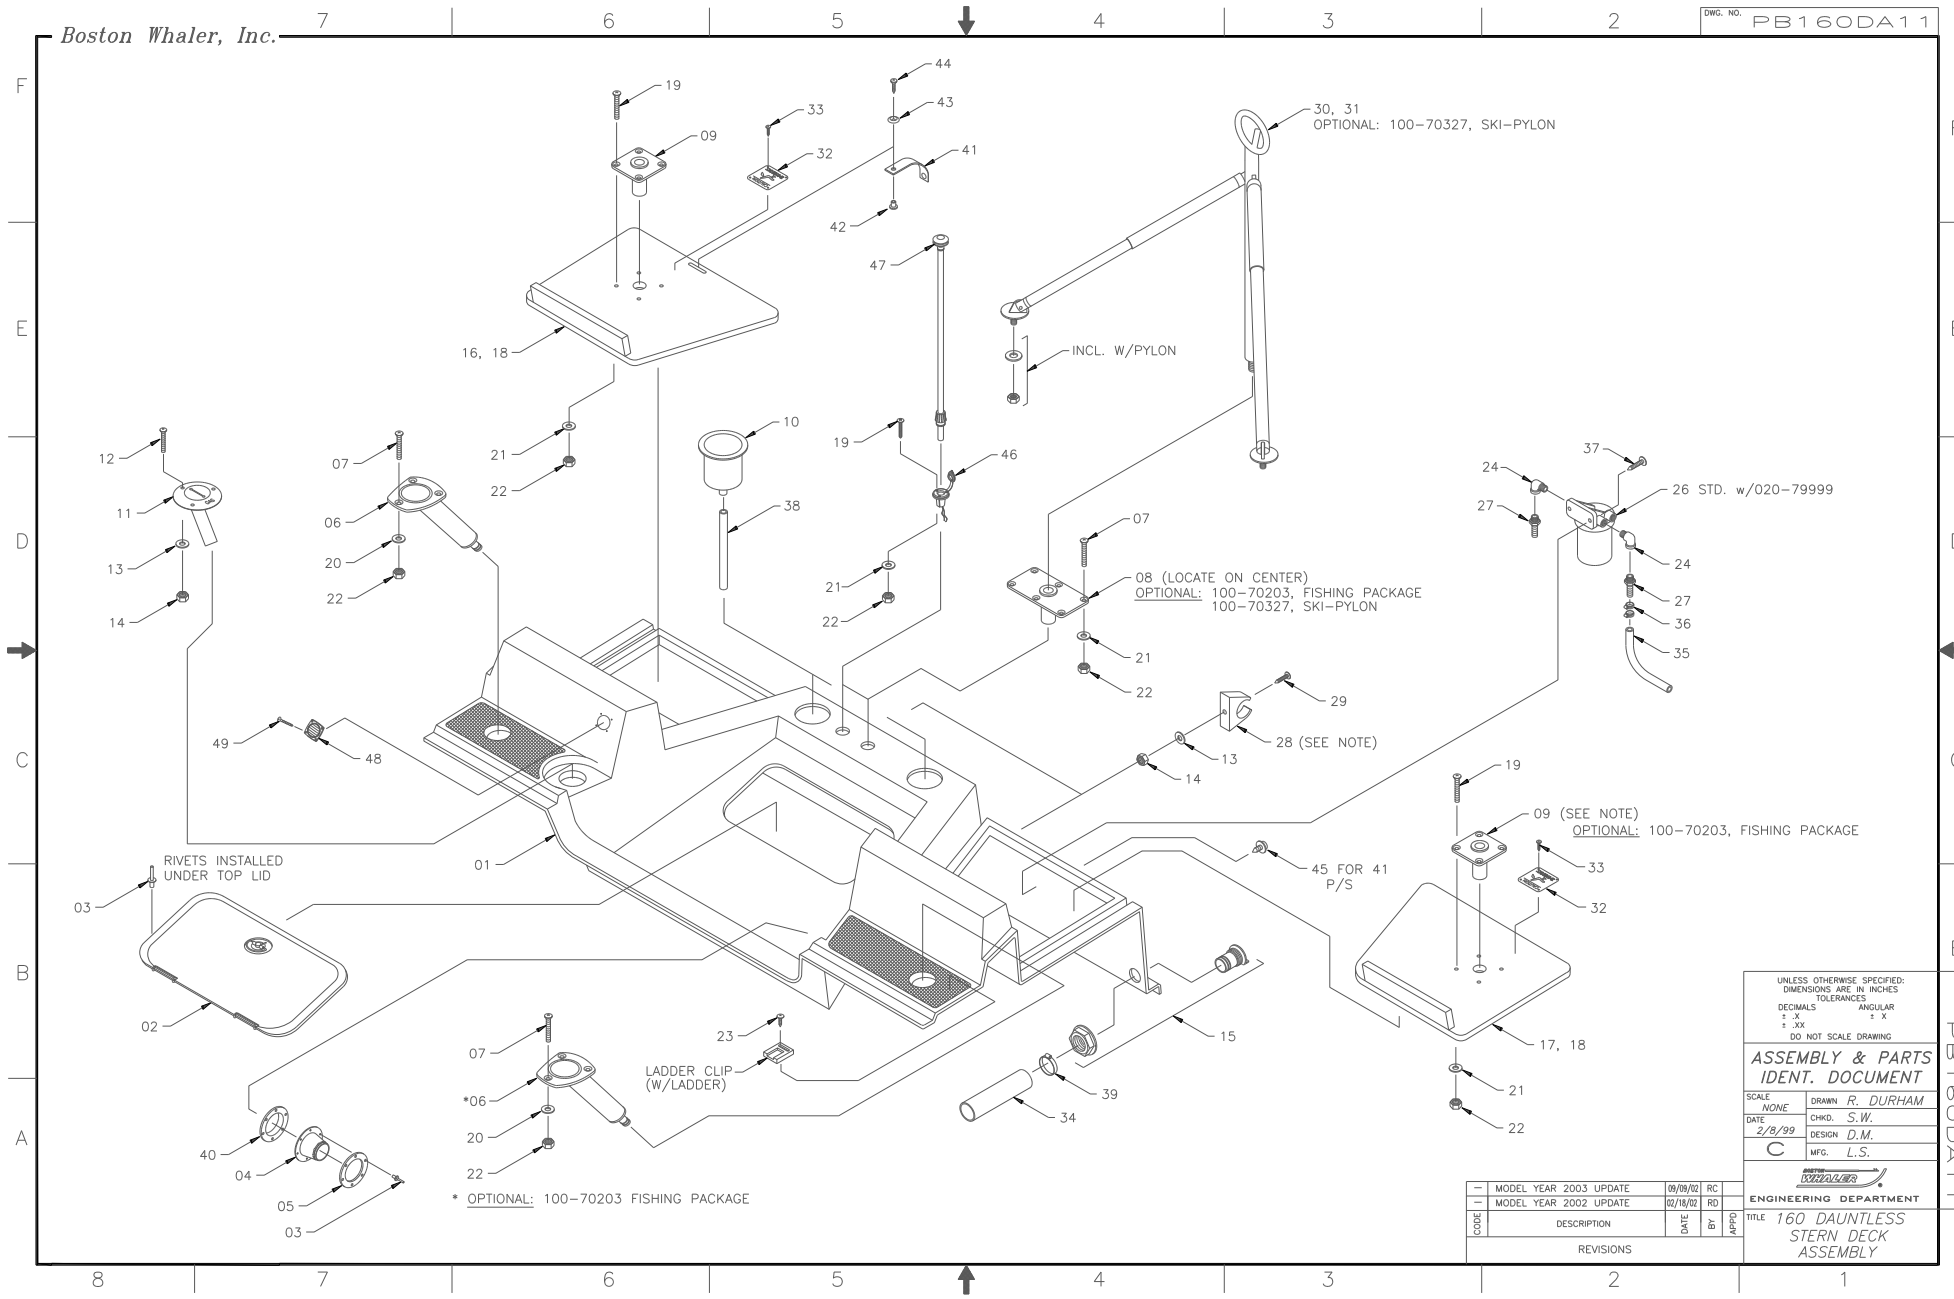 7 6 5 4 3 2
DWG. NO. PB160DA11
Boston Whaler, Inc.
F
44
19
43
33
30, 31
OPTIONAL: 100-70327, SKI-PYLON
09
32
41
42
47
E
16, 18
INCL. W/PYLON
10
19
12
07
21
46
37
24
22
26 STD. w/020-79999
11
06
38
27
07
D
20
13
21
24
08 (LOCATE ON CENTER)
OPTIONAL: 100-70203, FISHING PACKAGE
100-70327, SKI-PYLON
22
27
14
22
36
21
35
22
29
49
48
28 (SEE NOTE)
C
13
14
19
09 (SEE NOTE)
OPTIONAL: 100-70203, FISHING PACKAGE
RIVETS INSTALLED
UNDER TOP LID
01
45 FOR 41
P/S
33
03
32
B
UNLESS OTHERWISE SPECIFIED:
DIMENSIONS ARE IN INCHES
TOLERANCES
DECIMALS ANGULAR
± .X ± X
± .XX
DO NOT SCALE DRAWING
02
23
15
17, 18
07
LADDER CLIP
(W/LADDER)
ASSEMBLY & PARTS
IDENT. DOCUMENT
21
*06
39
34
SCALE NONE
DRAWN R. DURHAM
DATE 2/8/99
CHKD. S.W.
DESIGN D.M.
C
MFG. L.S.
22
A
20
40
04
22
BOSTON
WHALER
ENGINEERING DEPARTMENT
* OPTIONAL: 100-70203 FISHING PACKAGE
05
03
- MODEL YEAR 2003 UPDATE 09/09/02 RC
- MODEL YEAR 2002 UPDATE 02/18/02 RD
CODE DESCRIPTION DATE BY APPD
REVISIONS
TITLE 160 DAUNTLESS
STERN DECK
ASSEMBLY
8 7 6 5 4 3 2 1